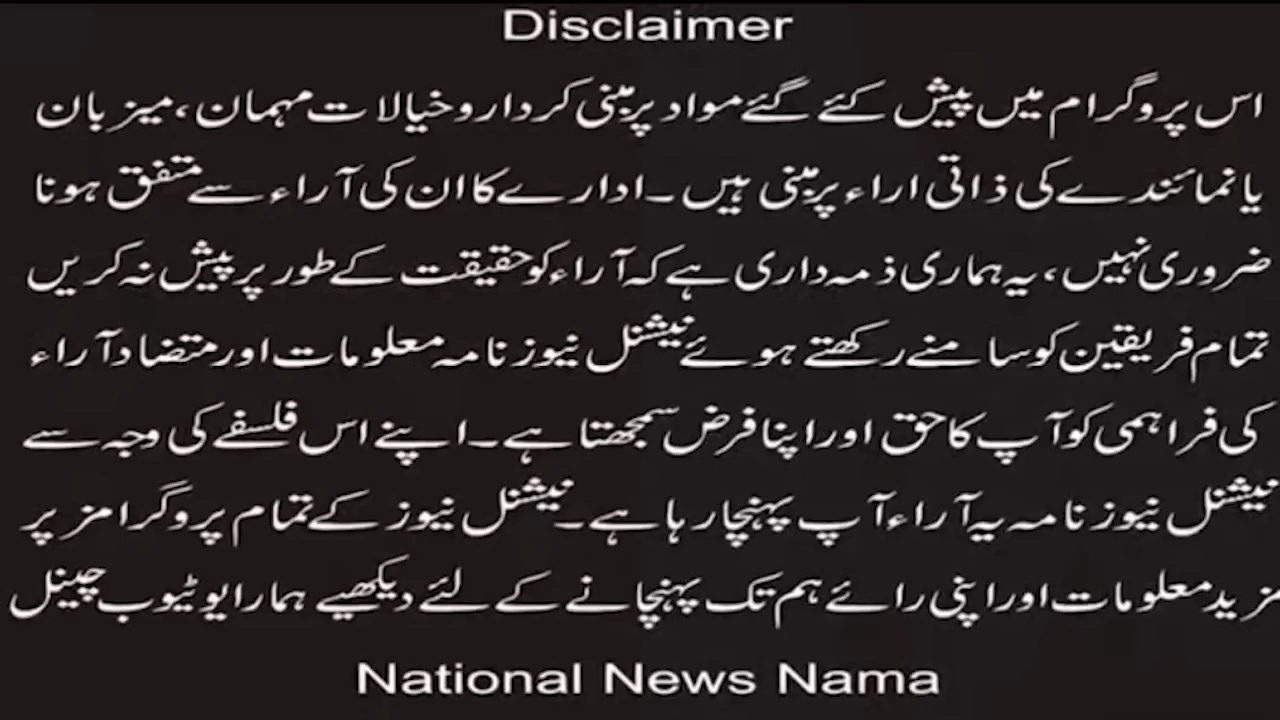 Disclaimer
اس پروگرام میں پیش کئے گئے مواد پر مبنی کردار و خیالات مہمان، میزبان
یا نمائندے کی ذاتی اراء پر مبنی ہیں۔ ادارے کا ان کی آراء سے متفق ہونا
ضروری نہیں، یہ ہماری ذمہ داری ہے کہ آراء کو حقیقت کے طور پر پیش نہ کریں
تمام فریقین کو سامنے رکھتے ہوئے نیشنل نیوز نامہ معلومات اور متضاد آراء
کی فراہمی کو آپ کا حق اور اپنا فرض سمجھتا ہے۔ اپنے اس فلسفے کی وجہ سے
نیشنل نیوز نامہ یہ آراء آپ پہنچا رہا ہے۔ نیشنل نیوز کے تمام پروگرامز پر
مزید معلومات اور اپنی رائے ہم تک پہنچانے کے لئے دیکھیے ہمارا یوٹیوب چینل
National News Nama